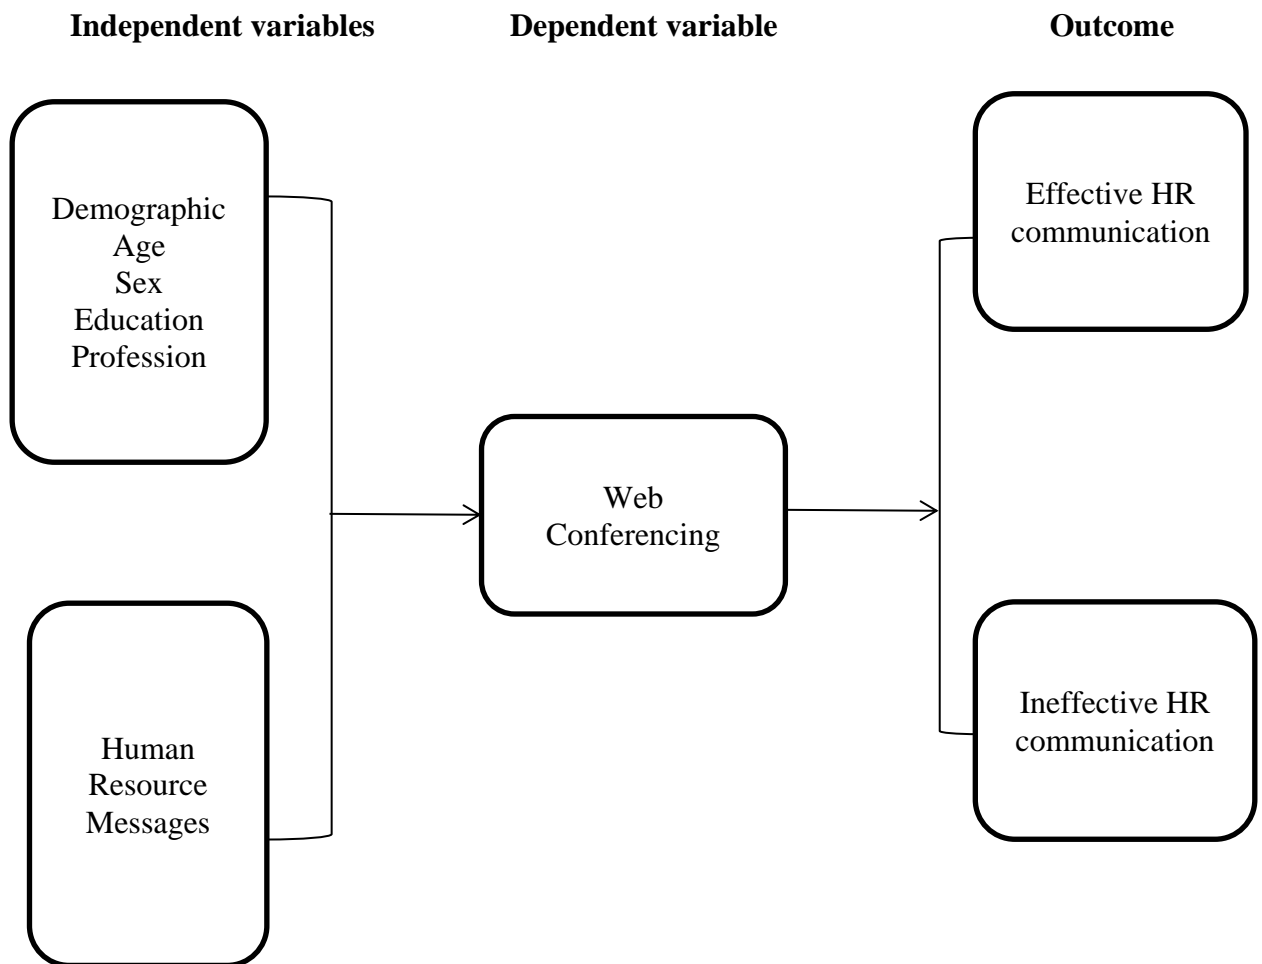 Independent variables
Dependent variable
Outcome
Demographic
Age
Sex
Education
Profession
Human
Resource
Messages
Web
Conferencing
Effective HR
communication
Ineffective HR
communication